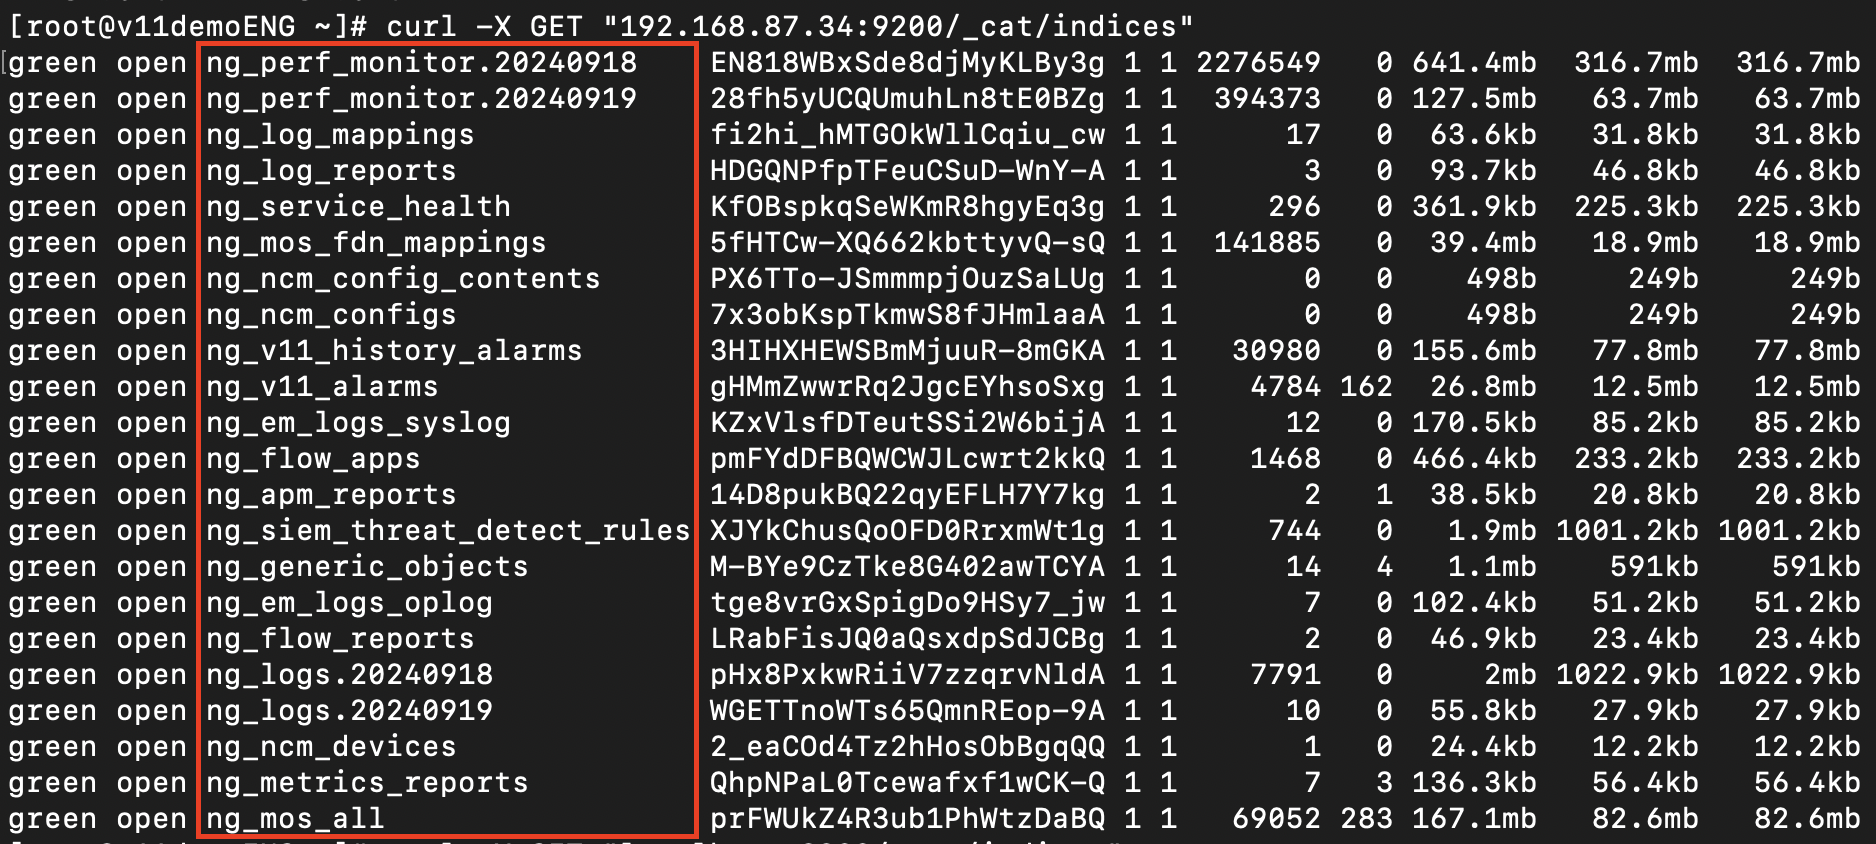 [root@v11demoENG ~]# curl -X GET "192.168.87.34:9200/_cat/indices"
green open ng_perf_monitor.20240918 EN818WBxSde8djMyKLBy3g 1 1 2276549 0 641.4mb 316.7mb 316.7mb
green open ng_perf_monitor.20240919 28fh5yUCQUmuhLn8tE0BZg 1 1 394373 0 127.5mb 63.7mb 63.7mb
green open ng_log_mappings fi2hi_hMTGOkWllCqiu_cw 1 1 17 0 63.6kb 31.8kb 31.8kb
green open ng_log_reports HDGQNPfpTFeuCSuD-WnY-A 1 1 3 0 93.7kb 46.8kb 46.8kb
green open ng_service_health KfOBspkqSeWKmR8hgyEq3g 1 1 296 0 361.9kb 225.3kb 225.3kb
green open ng_mos_fdn_mappings 5fHTCw-XQ662kbttyvQ-sQ 1 1 141885 0 39.4mb 18.9mb 18.9mb
green open ng_ncm_config_contents PX6TTo-JSmmmpjOuzSaLUg 1 1 0 0 498b 249b 249b
green open ng_ncm_configs 7x3obKspTkmwS8fJHmlaaA 1 1 0 0 498b 249b 249b
green open ng_v11_history_alarms 3HIHXHEWSBmMjuuR-8mGKA 1 1 30980 0 155.6mb 77.8mb 77.8mb
green open ng_v11_alarms gHMmZwwrRq2JgcEYhsoSxg 1 1 4784 162 26.8mb 12.5mb 12.5mb
green open ng_em_logs_syslog KZxVlsfDTeutSSi2W6bijA 1 1 12 0 170.5kb 85.2kb 85.2kb
green open ng_flow_apps pmFYdDFBQWCWJLcwrt2kkQ 1 1 1468 0 466.4kb 233.2kb 233.2kb
green open ng_apm_reports 14D8pukBQ22qyEFLH7Y7kg 1 1 2 1 38.5kb 20.8kb 20.8kb
green open ng_siem_threat_detect_rules XJYkChusQoOFD0RrxmWt1g 1 1 744 0 1.9mb 1001.2kb 1001.2kb
green open ng_generic_objects M-BYe9CzTke8G402awTCYA 1 1 14 4 1.1mb 591kb 591kb
green open ng_em_logs_oplog tge8vrGxSpigDo9HSy7_jw 1 1 7 0 102.4kb 51.2kb 51.2kb
green open ng_flow_reports LRabFisJQ0aQsxdpSdJCBg 1 1 2 0 46.9kb 23.4kb 23.4kb
green open ng_logs.20240918 pHx8PxkwRiiV7zzqrvNldA 1 1 7791 0 2mb 1022.9kb 1022.9kb
green open ng_logs.20240919 WGETTnoWTs65QmnREop-9A 1 1 10 0 55.8kb 27.9kb 27.9kb
green open ng_ncm_devices 2_eaCOd4Tz2hHosObBgqQQ 1 1 1 0 24.4kb 12.2kb 12.2kb
green open ng_metrics_reports QhpNPaL0Tcewafxf1wCK-Q 1 1 7 3 136.3kb 56.4kb 56.4kb
green open ng_mos_all prFWUkZ4R3ub1PhWtzDaBQ 1 1 69052 283 167.1mb 82.6mb 82.6mb